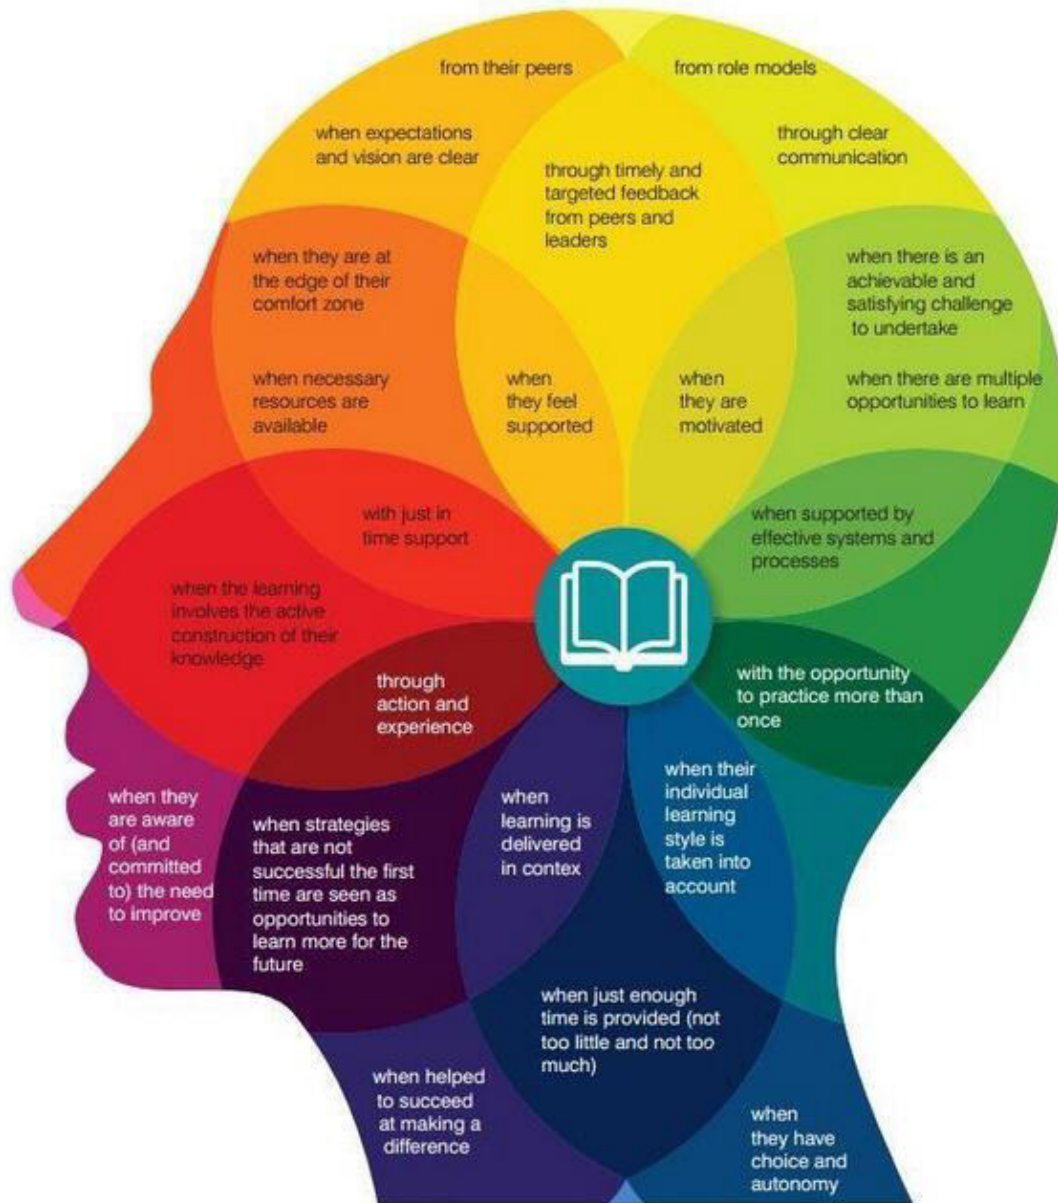 from their peers
from role models
when expectations
and vision are clear
through clear
communication
through timely and
targeted feedback
from peers and
leaders
when they are at
the edge of their
comfort zone
when there is an
achievable and
satisfying challenge
to undertake
when necessary
resources are
available
when
they feel
supported
when
they are
motivated
when there are multiple
opportunities to learn
with just in
time support
when supported by
effective systems and
processes
when the learning
involves the active
construction of their
knowledge
through
action and
experience
with the opportunity
to practice more than
once
when they
are aware
of (and
committed
to) the need
to improve
when strategies
that are not
successful the first
time are seen as
opportunities to
learn more for the
future
when
learning is
delivered
in contex
when their
individual
learning
style is
taken into
account
when just enough
time is provided (not
too little and not too
much)
when helped
to succeed
at making a
difference
when
they have
choice and
autonomy